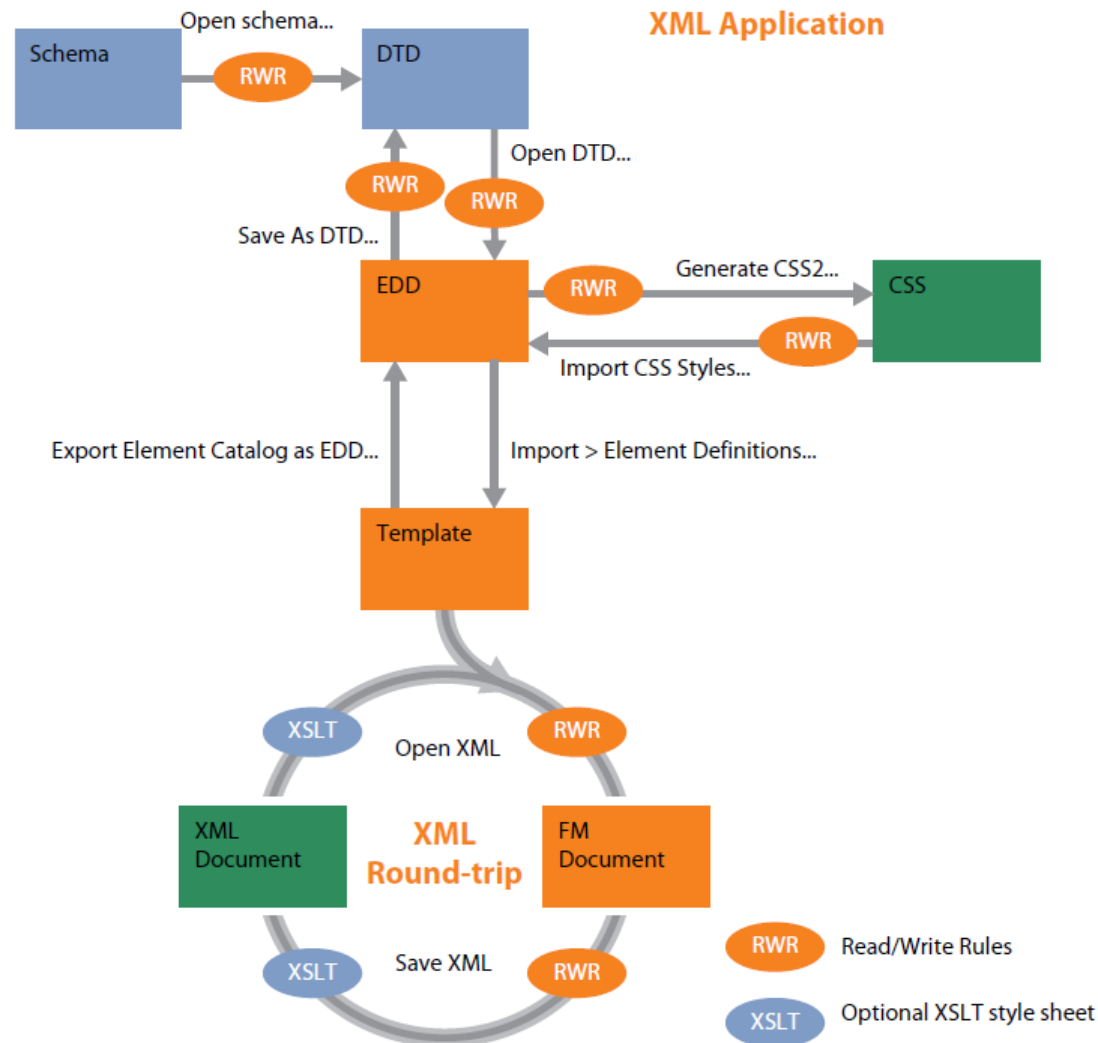 Open schema...
XML Application
Schema
RWR
DTD
Open DTD...
RWR
RWR
Save As DTD...
EDD
RWR
Generate CSS2...
CSS
RWR
Import CSS Styles...
Export Element Catalog as EDD...
Import > Element Definitions...
Template
XSLT
RWR
Open XML
XML
Document
XML
Round-trip
FM
Document
Save XML
XSLT
RWR
RWR
Read/Write Rules
XSLT
Optional XSLT style sheet